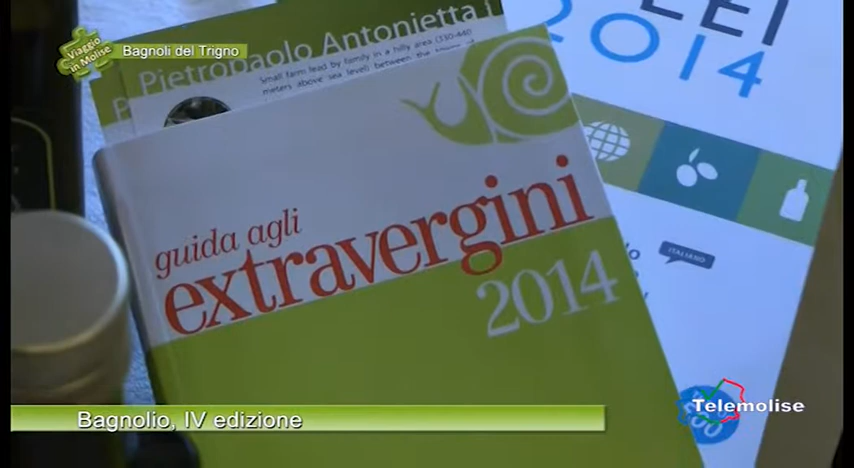 Viaggio
in Molise
Bagnoli del Trigno
Pietropaolo Antonietta
Small farm lead by family in a hilly area (330-440
meters above sea level) between the
LEI
2014
guida agli
extravergini
2014
ITALIANO
Bagnolio, IV edizione
Telemolise